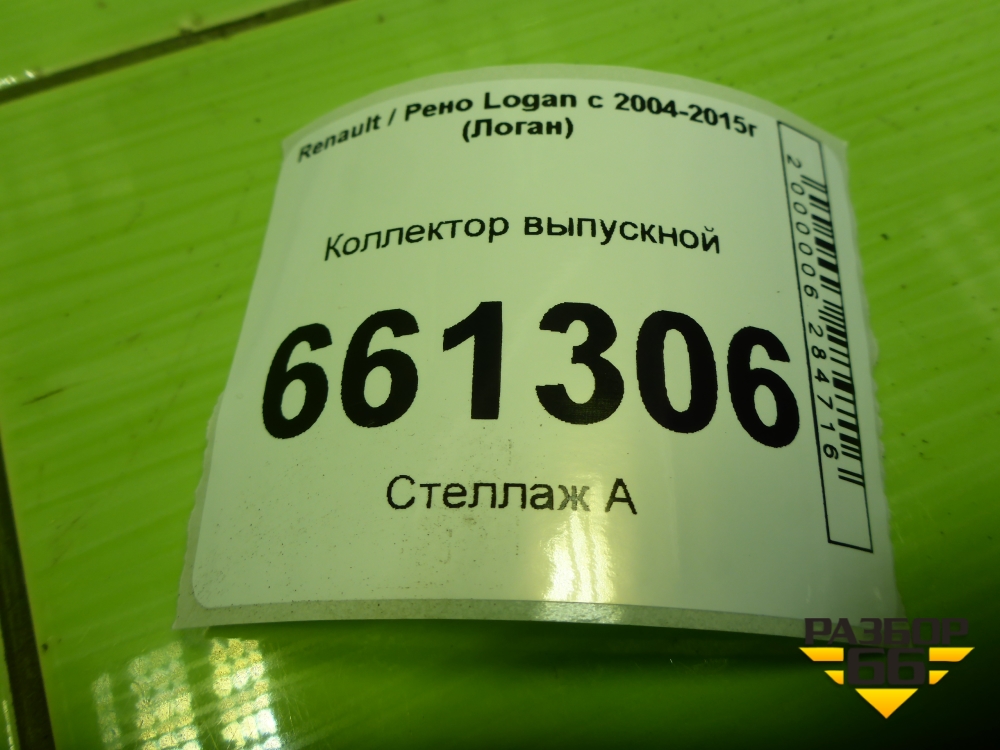 Renault / Рено Logan с 2004-2015г
(Логан)
Коллектор выпускной
661306
Стеллаж А
2000006284716
РАЗБОР
66